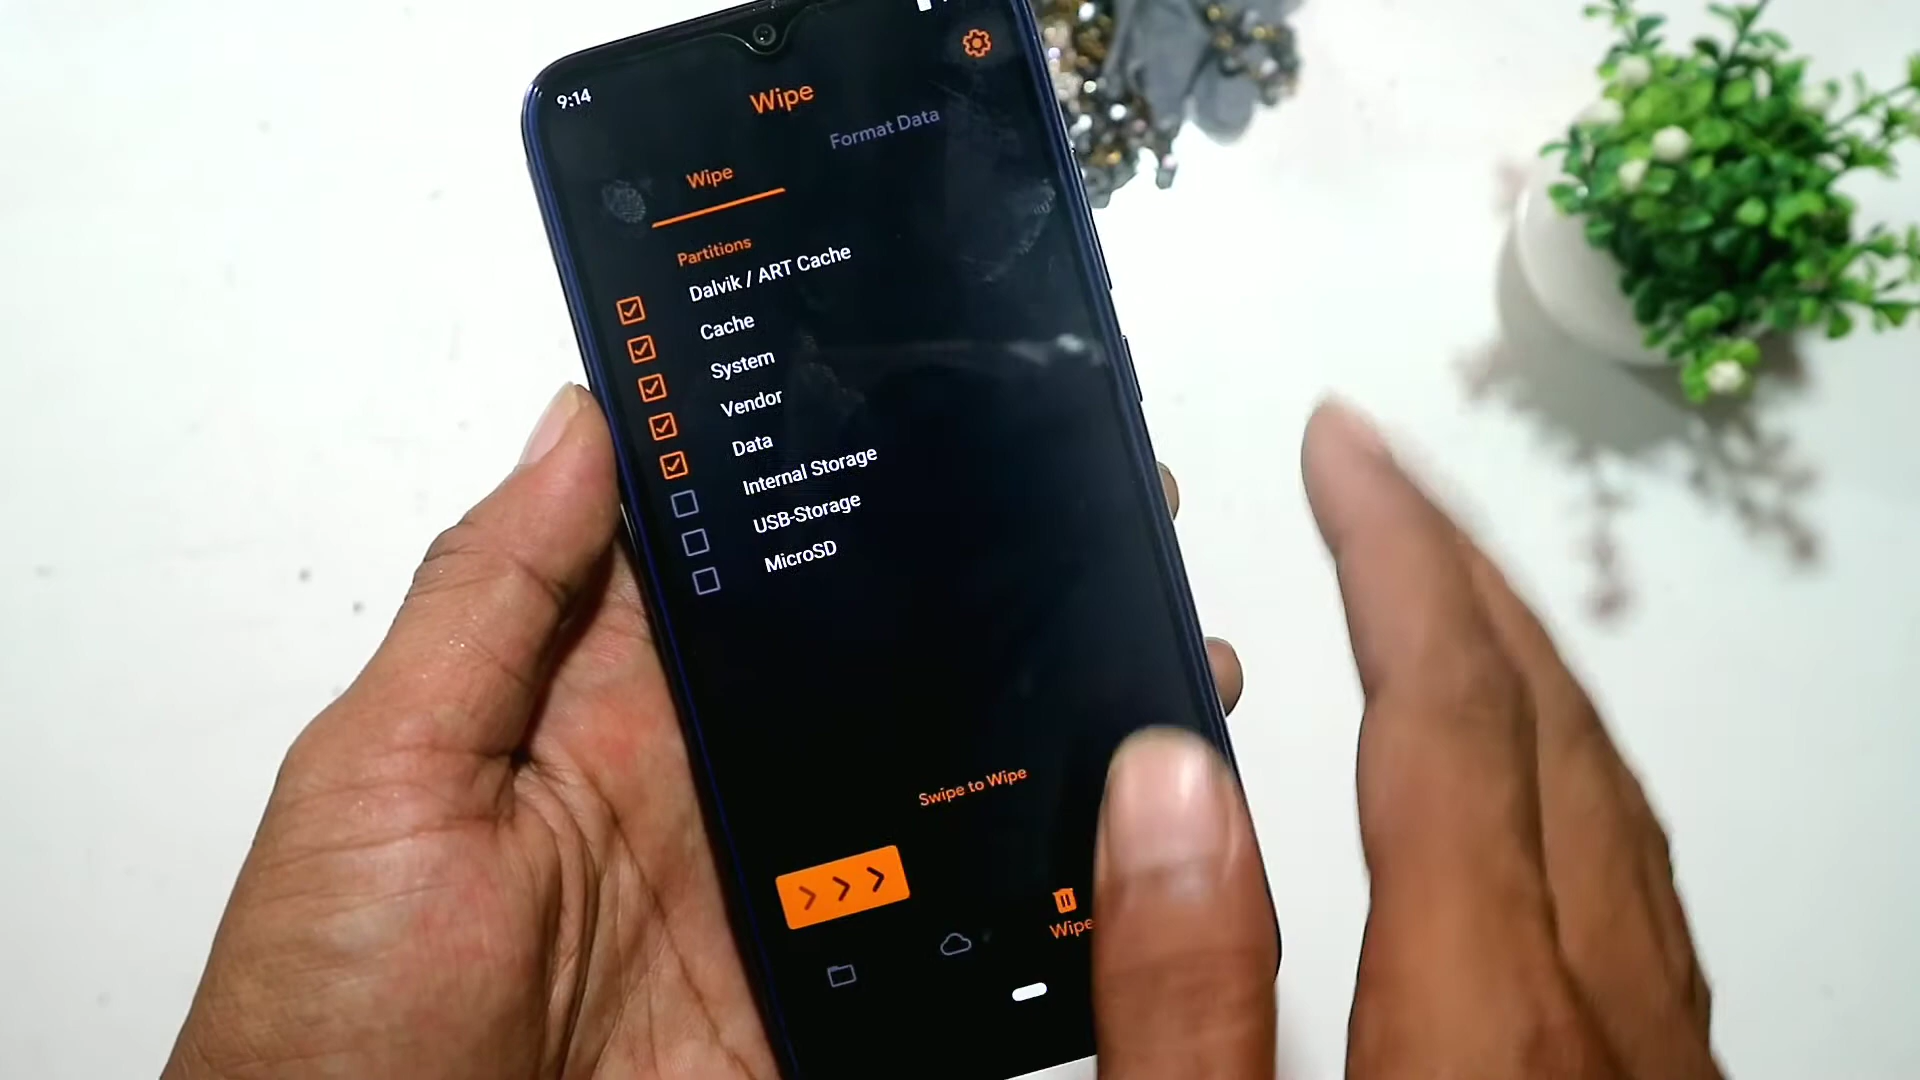 9:14
Wipe
Wipe
Format Data
Partitions
Dalvik / ART Cache
Cache
System
Vendor
Data
Internal Storage
USB-Storage
MicroSD
Swipe to Wipe
Wipe